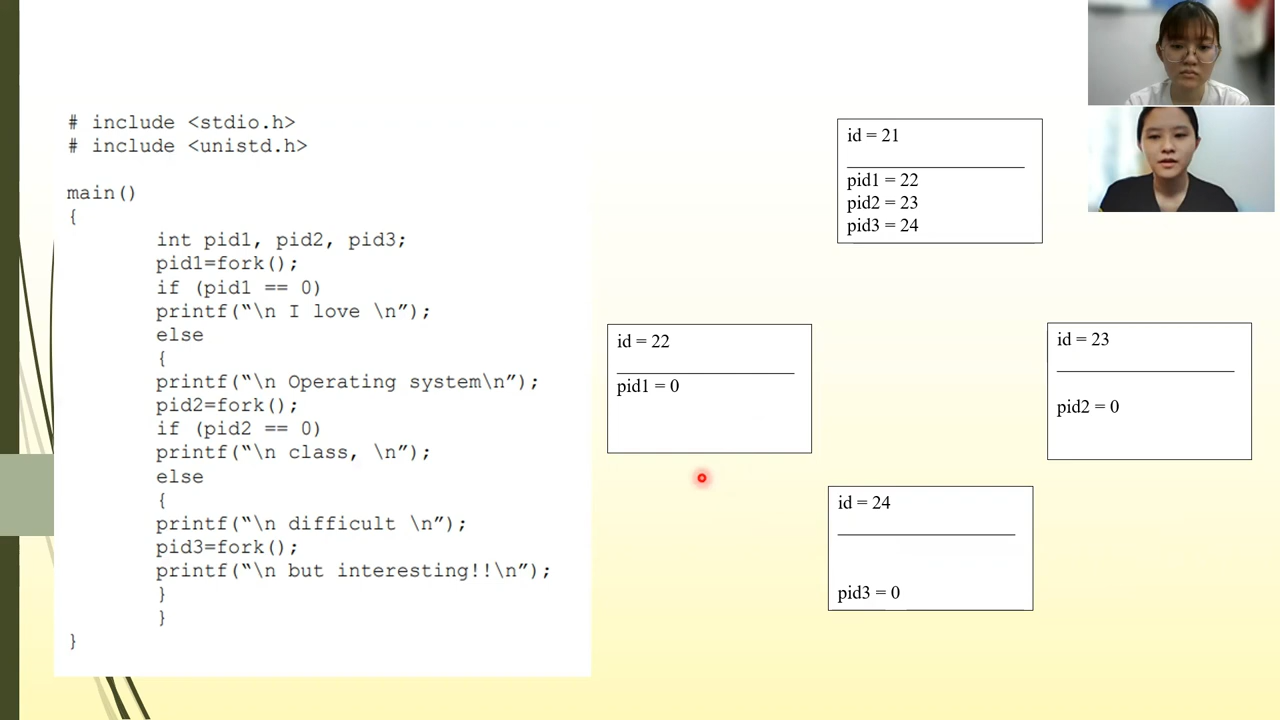 # include <stdio.h>
# include <unistd.h>
main()
{
int pid1, pid2, pid3;
pid1=fork();
if (pid1 == 0)
printf(“\n I love \n”);
else
{
printf(“\n Operating system\n”);
pid2=fork();
if (pid2 == 0)
printf(“\n class, \n”);
else
{
printf(“\n difficult \n”);
pid3=fork();
printf(“\n but interesting!!\n”);
}
}
}
id = 21
pid1 = 22
pid2 = 23
pid3 = 24
id = 22
pid1 = 0
id = 23
pid2 = 0
id = 24
pid3 = 0